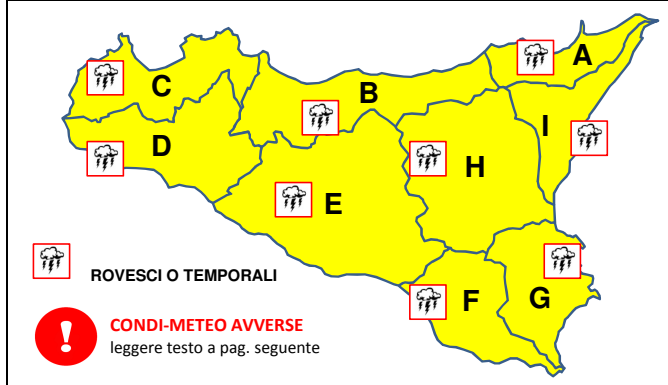 A
C
B
I
D
H
E
F
G
ROVESCI O TEMPORALI
!
CONDI-METEO AVVERSE
leggere testo a pag. seguente